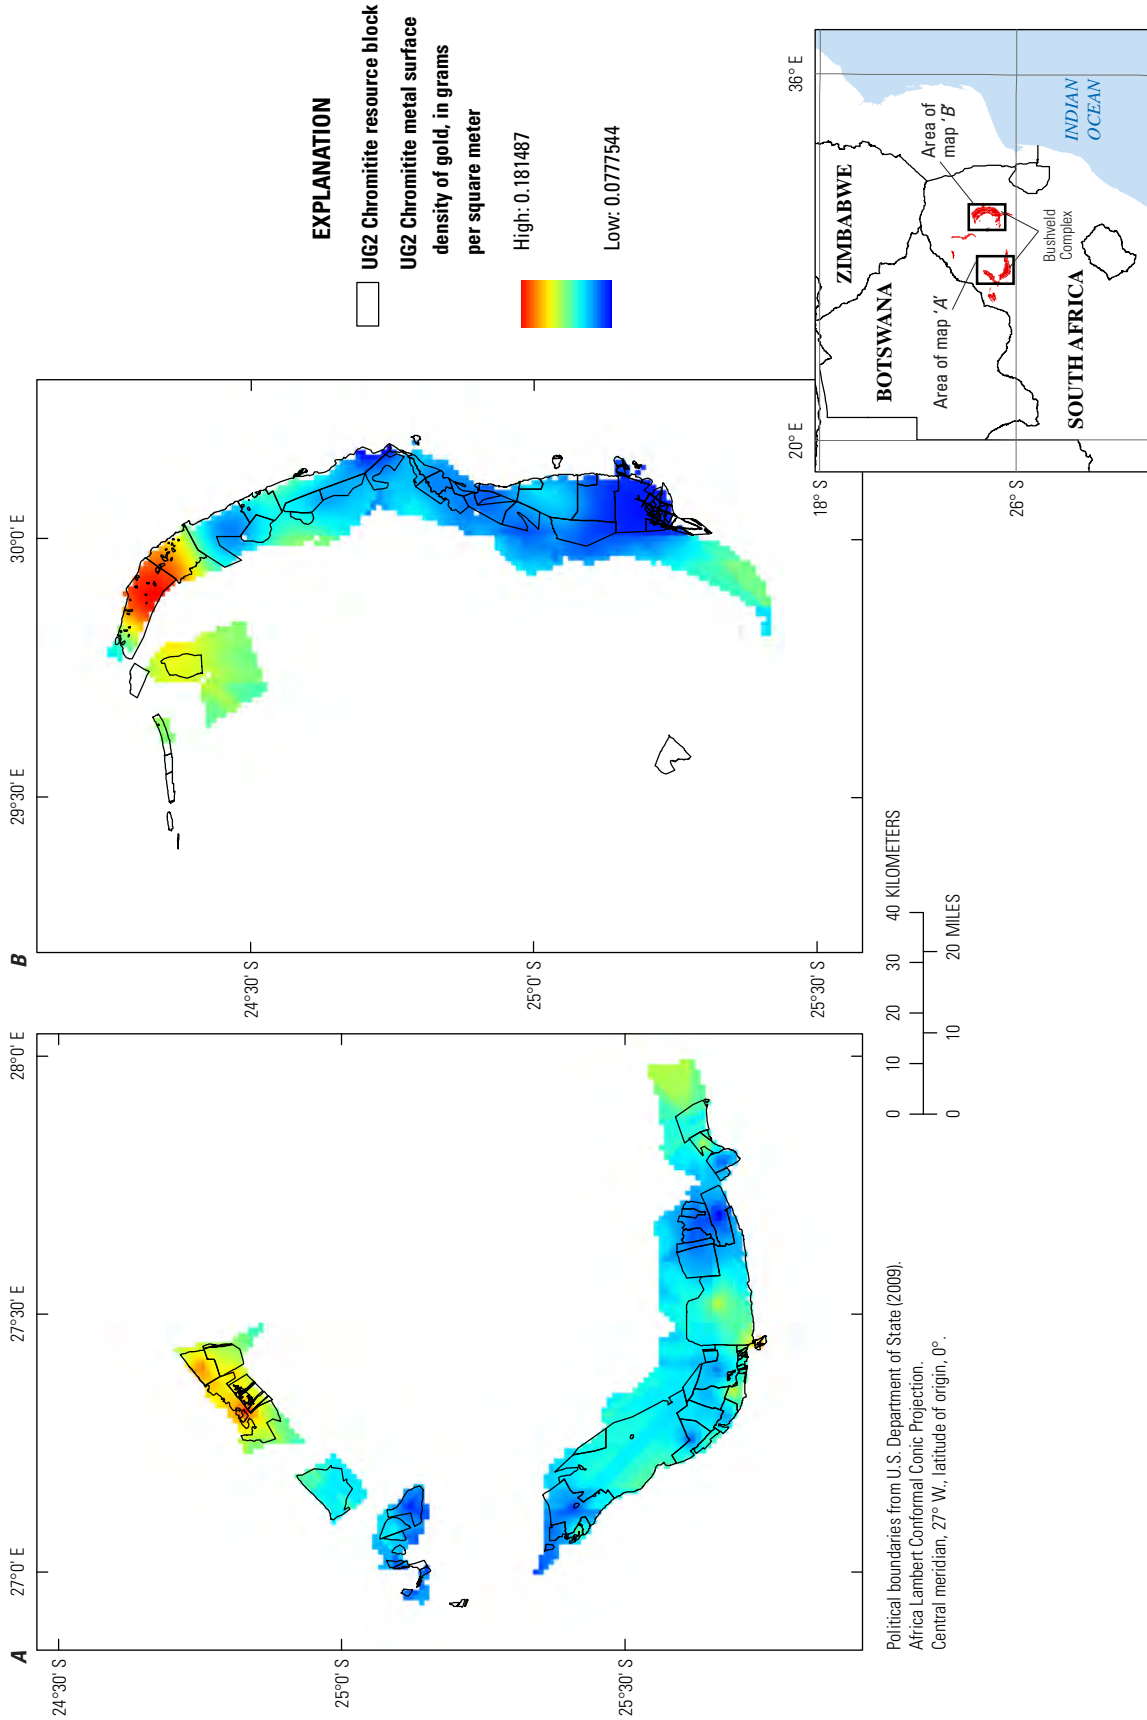 A
27°0' E
27°30' E
28°0' E
24°30' S
25°0' S
25°30' S
B
29°30' E
30°0' E
24°30' S
25°0' S
25°30' S
EXPLANATION
UG2 Chromitite resource block
UG2 Chromitite metal surface
density of gold, in grams
per square meter
High: 0.181487
Low: 0.0777544
Political boundaries from U.S. Department of State (2009).
Africa Lambert Conformal Conic Projection.
Central meridian, 27° W., latitude of origin, 0°.
0 10 20 30 40 KILOMETERS
0 10 20 MILES
20° E
36° E
18° S
26° S
ZIMBABWE
BOTSWANA
Area of map 'A'
Area of
map 'B'
Bushveld
Complex
SOUTH AFRICA
INDIAN
OCEAN